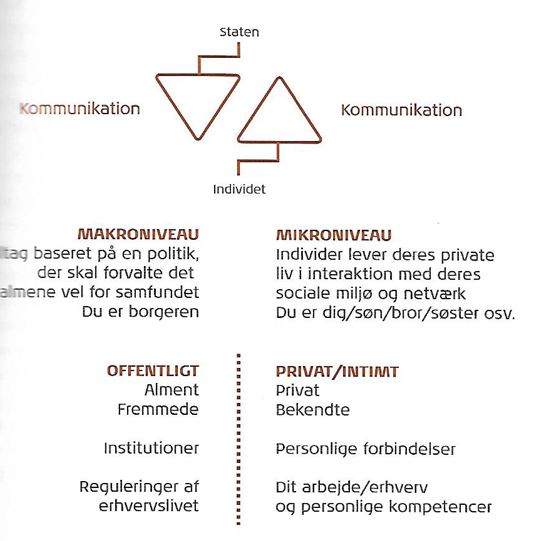 Staten
Kommunikation
Kommunikation
Individet
MAKRONIVEAU
baseret på en politik,
der skal forvalte det
almene vel for samfundet
Du er borgeren
MIKRONIVEAU
Individer lever deres private
liv i interaktion med deres
sociale miljø og netværk
Du er dig/søn/bror/søster osv.
OFFENTLIGT
Alment
Fremmede
Institutioner
Reguleringer af
erhvervslivet
PRIVAT/INTIMT
Privat
Bekendte
Personlige forbindelser
Dit arbejde/erhverv
og personlige kompetencer